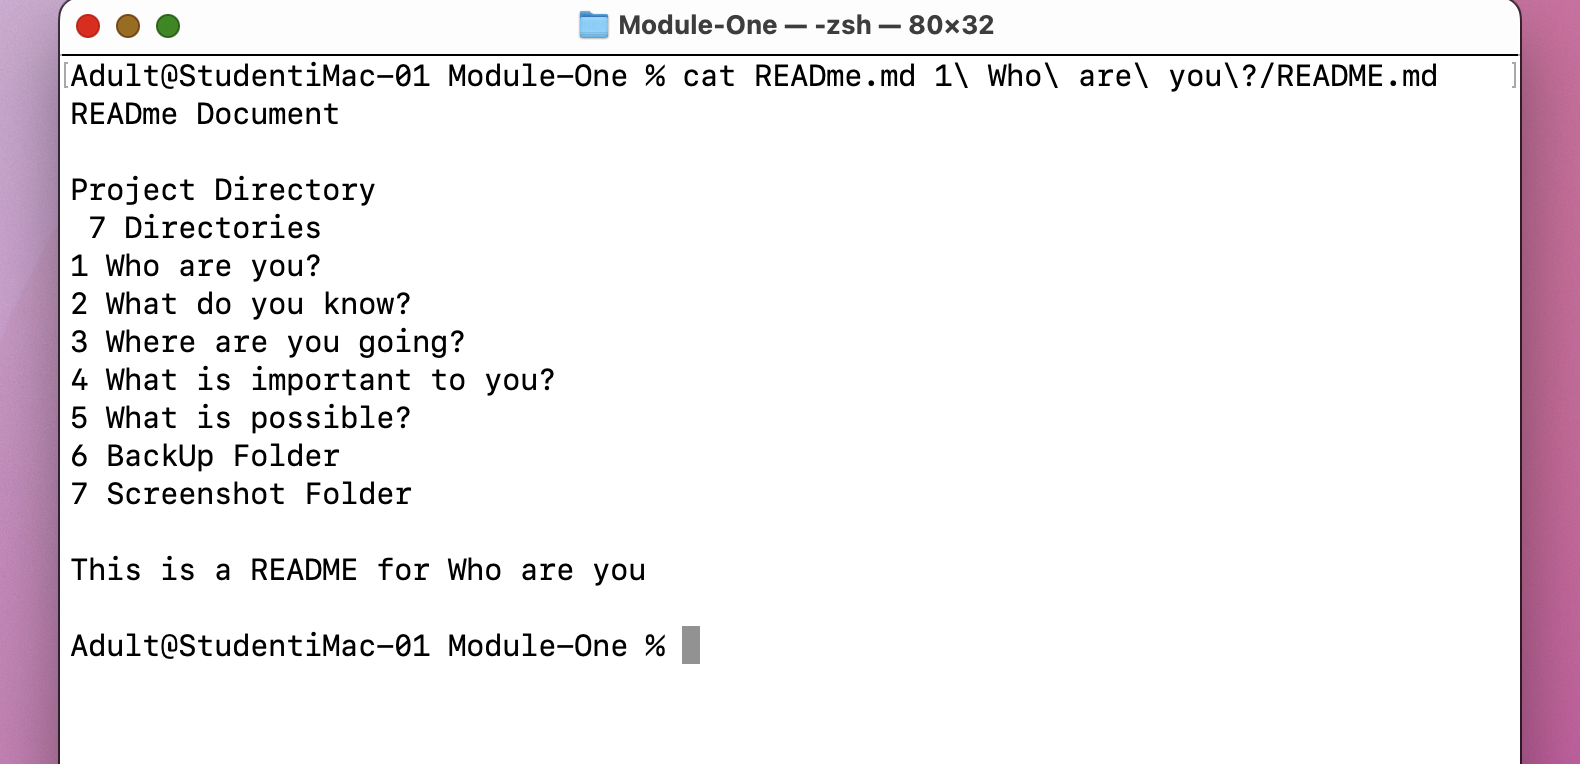 Module-One — -zsh — 80×32
Adult@StudentiMac-01 Module-One % cat READme.md 1\ Who\ are\ you\?/README.md
READme Document
Project Directory
7 Directories
1 Who are you?
2 What do you know?
3 Where are you going?
4 What is important to you?
5 What is possible?
6 BackUp Folder
7 Screenshot Folder
This is a README for Who are you
Adult@StudentiMac-01 Module-One %